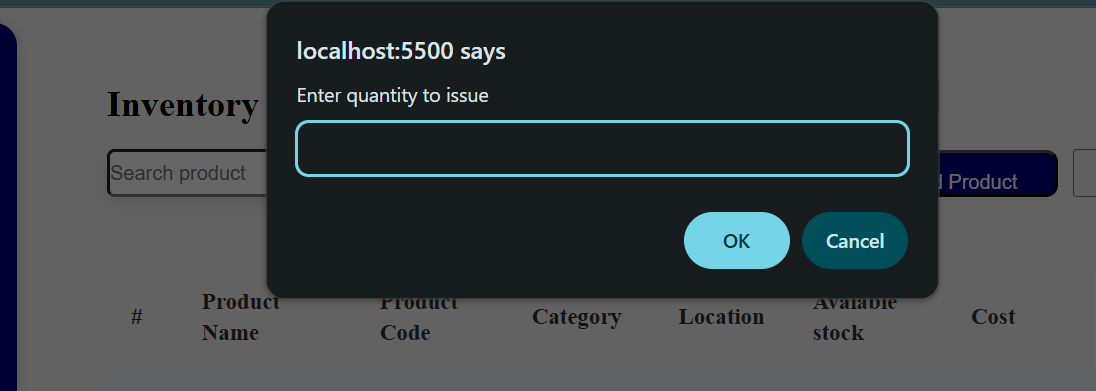 localhost:5500 says
Enter quantity to issue
Inventory
Search product
Product
OK
Cancel
#
Product Name
Product Code
Category
Location
Avalable stock
Cost